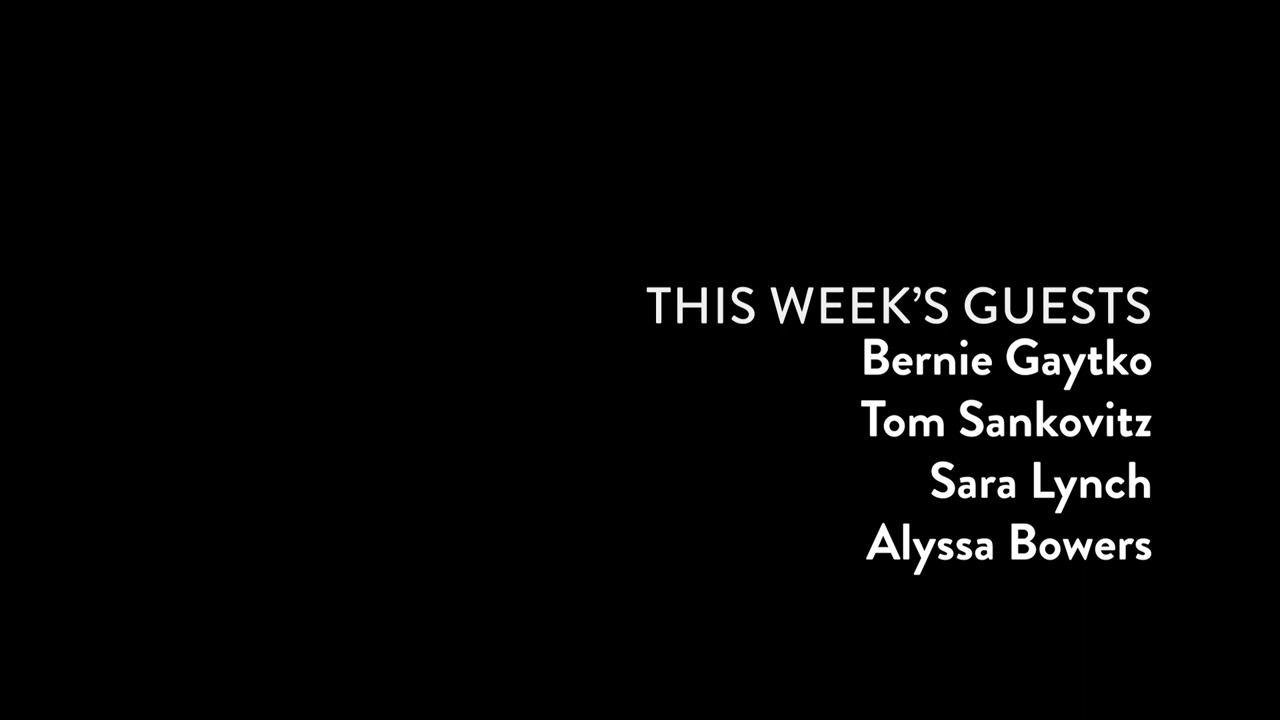 THIS WEEK’S GUESTS
Bernie Gaytko
Tom Sankovitz
Sara Lynch
Alyssa Bowers